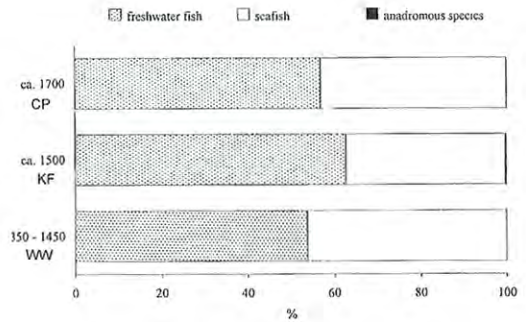 freshwater fish scafish anadromous species
ca. 1700
CP
ca. 1500
KF
350 - 1450
WW
0 20 40 60 80 100
%